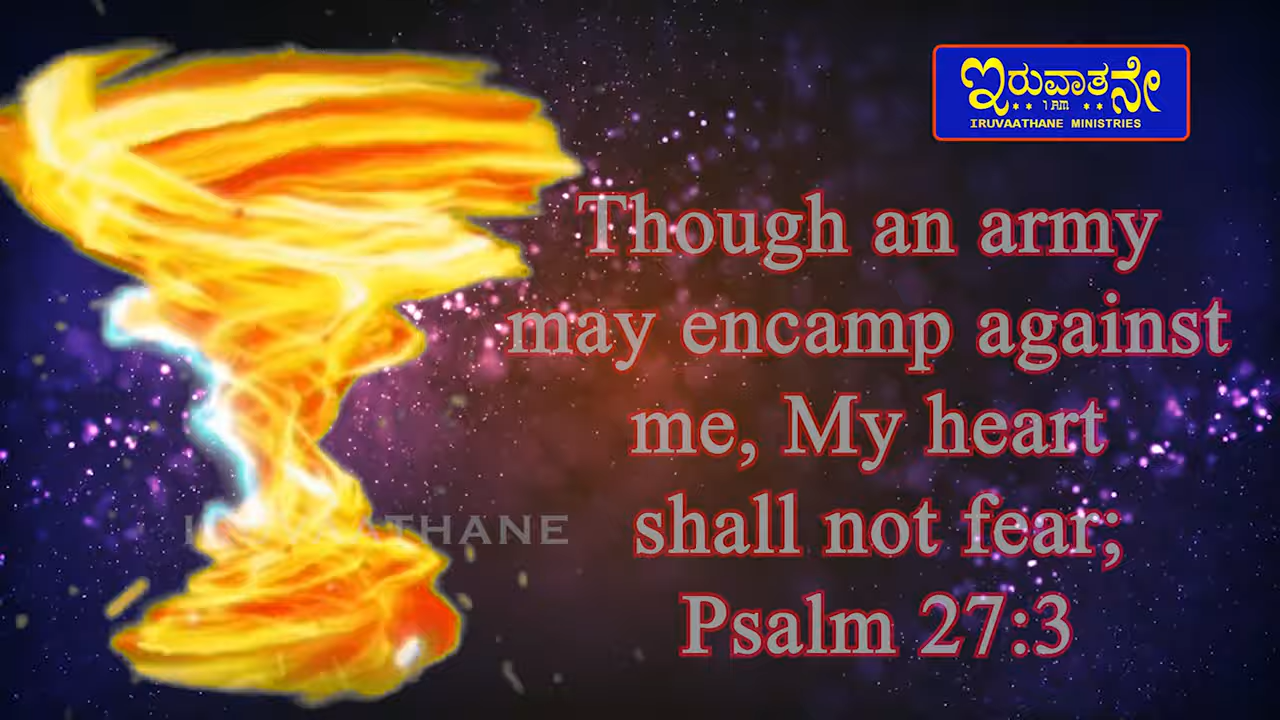 ಇರುವಾತನೇ
** I AM **
IRUVAATHANE MINISTRIES
Though an army
may encamp against
me, My heart
shall not fear;
IRUVAATHANE
Psalm 27:3